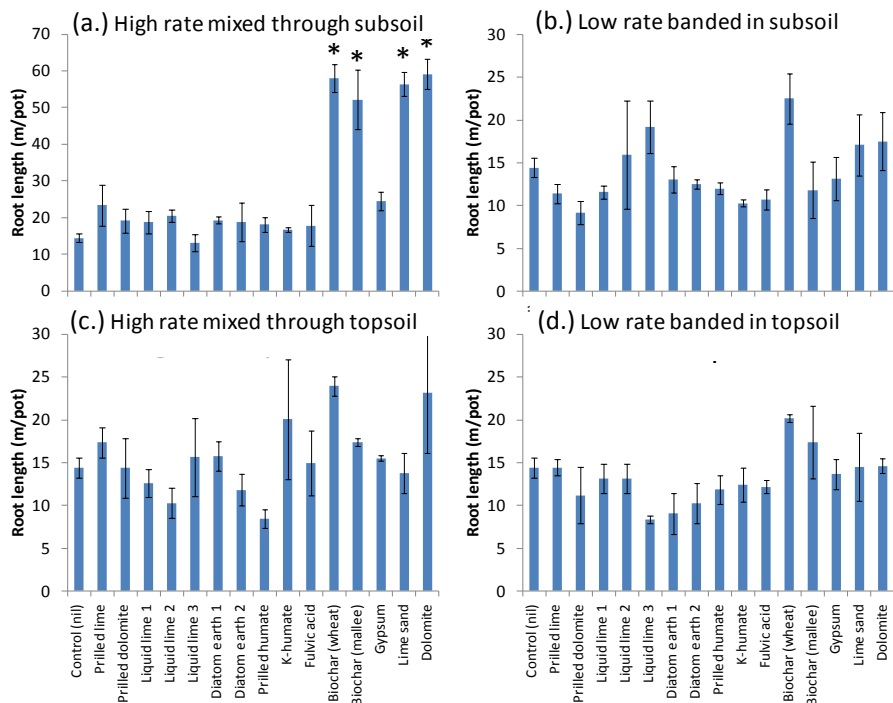 (a.) High rate mixed through subsoil
* * * *
Root length (m/pot)
70
60
50
40
30
20
10
0
(b.) Low rate banded in subsoil
Root length (m/pot)
30
25
20
15
10
5
0
(c.) High rate mixed through topsoil
Root length (m/pot)
30
25
20
15
10
5
0
Control (nil)
Prilled lime
Prilled dolomite
Liquid lime 1
Liquid lime 2
Liquid lime 3
Diatom earth 1
Diatom earth 2
Prilled humate
K-humate
Fulvic acid
Biochar (wheat)
Biochar (mallee)
Gypsum
Lime sand
Dolomite
(d.) Low rate banded in topsoil
Root length (m/pot)
30
25
20
15
10
5
0
Control (nil)
Prilled lime
Prilled dolomite
Liquid lime 1
Liquid lime 2
Liquid lime 3
Diatom earth 1
Diatom earth 2
Prilled humate
K-humate
Fulvic acid
Biochar (wheat)
Biochar (mallee)
Gypsum
Lime sand
Dolomite